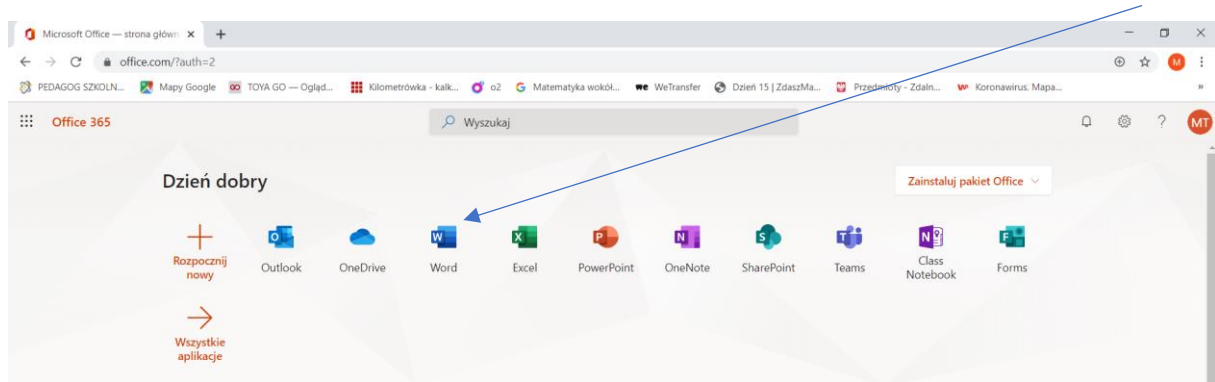 Microsoft Office — strona główn
office.com/?auth=2
M
PEDAGOG SZKOLN... Mapy Google TOYA GO — Ogląd... Kilometrówka - kalk... o2 Matematyka wokół... we WeTransfer Dzień 15 | ZdaszMa... Przedmioty - Zdaln... Koronawirus. Mapa...
Office 365 Wyszukaj ? MT
Dzień dobry Zainstaluj pakiet Office
Rozpocznij nowy
Outlook
OneDrive
Word
Excel
PowerPoint
OneNote
SharePoint
Teams
Class Notebook
Forms
Wszystkie
aplikacje